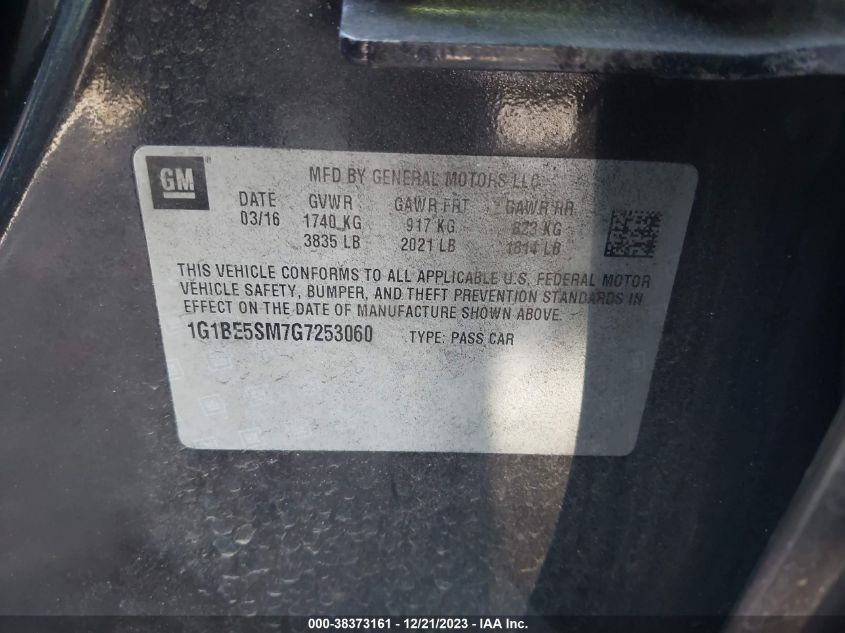 GM ®
MFD BY GENERAL MOTORS LLC
DATE GVWR GAWR FRT GAWR RR
03/16 1740 KG 917 KG 823 KG
3835 LB 2021 LB 1814 LB
THIS VEHICLE CONFORMS TO ALL APPLICABLE U.S. FEDERAL MOTOR
VEHICLE SAFETY, BUMPER, AND THEFT PREVENTION STANDARDS IN
EFFECT ON THE DATE OF MANUFACTURE SHOWN ABOVE.
1G1BE5SM7G7253060 TYPE: PASS CAR
000-38373161 - 12/21/2023 - IAA Inc.